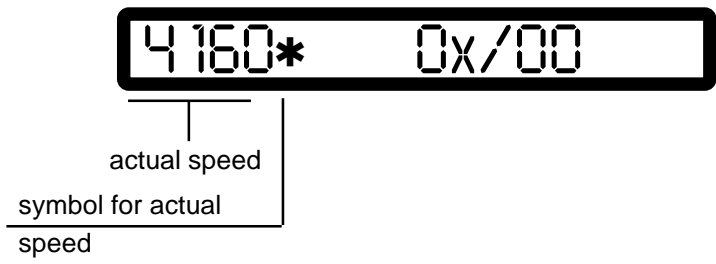 4160* 0x/00
actual speed
symbol for actual
speed